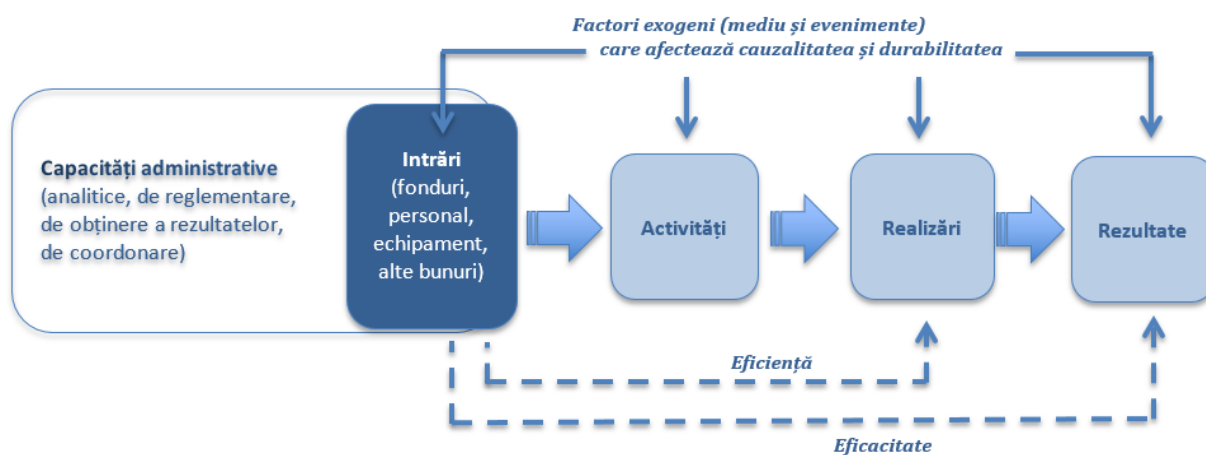 Factori exogeni (mediu și evenimente)
care afectează cauzalitatea și durabilitatea
Capacități administrative
(analitice, de reglementare,
de obținere a rezultatelor,
de coordonare)
Intrări
(fonduri,
personal,
echipament,
alte bunuri)
Activități
Realizări
Rezultate
Eficiență
Eficacitate